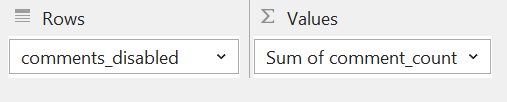 Rows
comments_disabled
Σ Values
Sum of comment_count